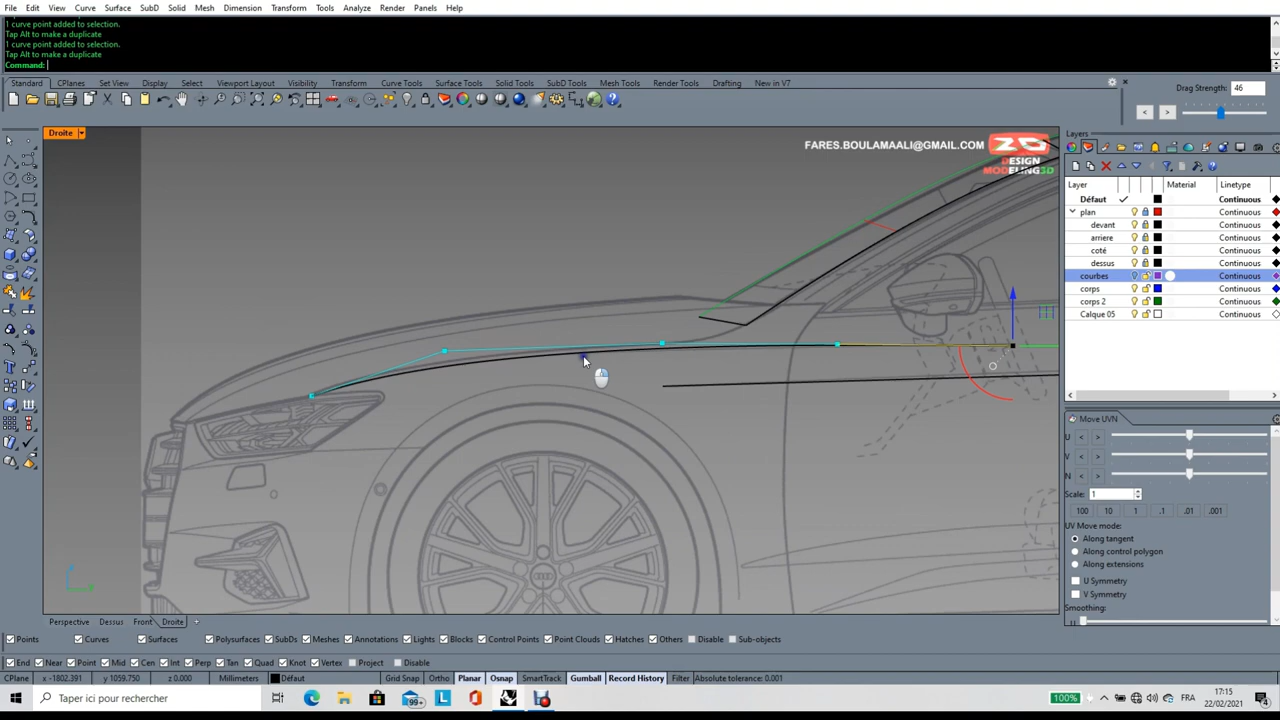 File Edit View Curve Surface SubD Solid Mesh Dimension Transform Tools Analyze Render Panels Help
1 curve point added to selection.
Tap Alt to make a duplicate
1 curve point added to selection.
Tap Alt to make a duplicate
Command:
Standard CPlanes Set View Display Select Viewport Layout Visibility Transform Curve Tools Surface Tools Solid Tools SubD Tools Mesh Tools Render Tools Drafting New in V7
Drag Strength: 46
< >
Droite
FARES.BOULAMAALI@GMAIL.COM
DESIGN
MODELING3D
Layers
Layer Material Linetype
Défaut Continuous
plan Continuous
devant Continuous
arriere Continuous
coté Continuous
dessus Continuous
courbes Continuous
corps Continuous
corps 2 Continuous
Calque 05 Continuous
Move UVN
U < >
V < >
N < >
Scale: 1
100 10 1 .1 .01 .001
UV Move mode:
Along tangent
Along control polygon
Along extensions
U Symmetry
V Symmetry
Smoothing:
Perspective Dessus Front Droite
Points Curves Surfaces Polysurfaces SubDs Meshes Annotations Lights Blocks Control Points Point Clouds Hatches Others Disable Sub-objects
End Near Point Mid Cen Int Perp Tan Quad Knot Vertex Project Disable
CPlane x -1802.391 y 1059.750 z 0.000 Millimeters Défaut Grid Snap Ortho Planar Osnap SmartTrack Gumball Record History Filter Absolute tolerance: 0.001
Taper ici pour rechercher
99+
100%
FRA
17:15
22/02/2021